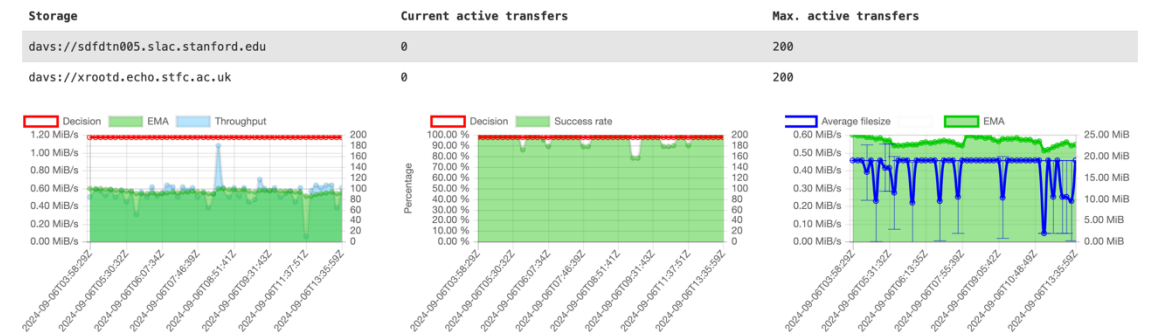 Storage Current active transfers Max. active transfers
davs://sdfdtn005.slac.stanford.edu 0 200
davs://xrootd.echo.stfc.ac.uk 0 200
Decision EMA Throughput
1.20 MiB/s
1.00 MiB/s
0.80 MiB/s
0.60 MiB/s
0.40 MiB/s
0.20 MiB/s
0.00 MiB/s
200
180
160
140
120
100
80
60
40
20
0
2024-09-06T03:58:29Z
2024-09-06T05:30:32Z
2024-09-06T06:07:34Z
2024-09-06T07:46:39Z
2024-09-06T08:51:41Z
2024-09-06T09:31:43Z
2024-09-06T11:37:51Z
2024-09-06T13:35:59Z
Decision Success rate
Percentage
100.00 %
90.00 %
80.00 %
70.00 %
60.00 %
50.00 %
40.00 %
30.00 %
20.00 %
10.00 %
0.00 %
200
180
160
140
120
100
80
60
40
20
0
2024-09-06T03:58:29Z
2024-09-06T05:30:32Z
2024-09-06T06:07:34Z
2024-09-06T07:46:39Z
2024-09-06T08:51:41Z
2024-09-06T09:31:43Z
2024-09-06T11:37:51Z
2024-09-06T13:35:59Z
Average filesize EMA
0.60 MiB/s
0.50 MiB/s
0.40 MiB/s
0.30 MiB/s
0.20 MiB/s
0.10 MiB/s
0.00 MiB/s
25.00 MiB
20.00 MiB
15.00 MiB
10.00 MiB
5.00 MiB
0.00 MiB
2024-09-06T03:58:29Z
2024-09-06T05:31:32Z
2024-09-06T06:13:35Z
2024-09-06T07:55:39Z
2024-09-06T09:05:42Z
2024-09-06T10:48:49Z
2024-09-06T13:35:59Z